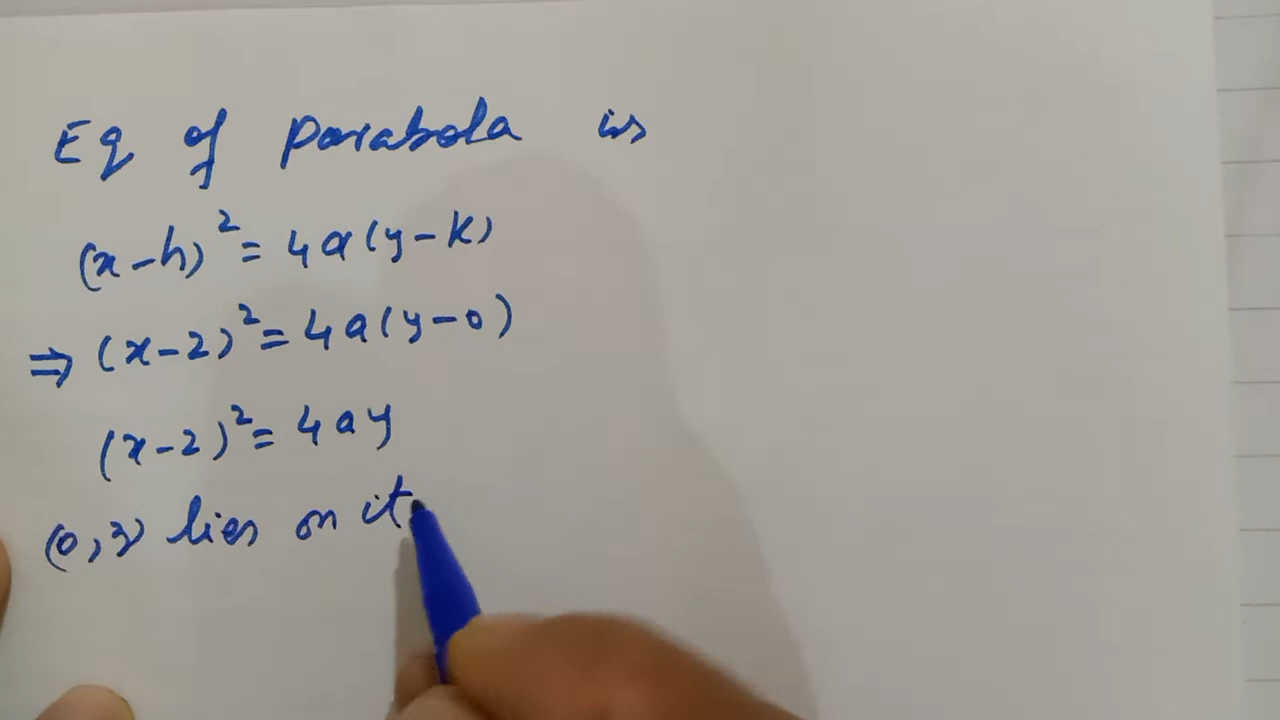 Eq of parabola is
(x-h)² = 4a(y-k)
⇒ (x-2)² = 4a(y-0)
(x-2)² = 4ay
(0,3) lies on it